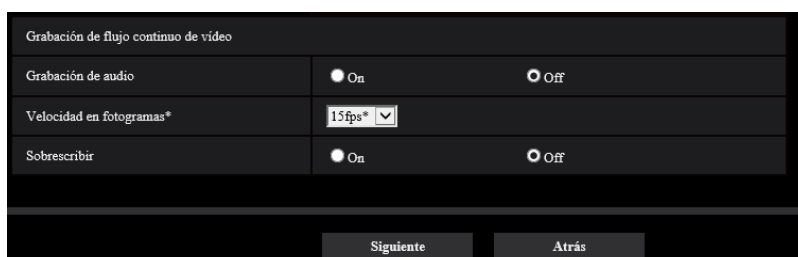 Grabación de flujo continuo de vídeo
Grabación de audio On Off
Velocidad en fotogramas* 15fps*
Sobrescribir On Off
Siguiente Atrás